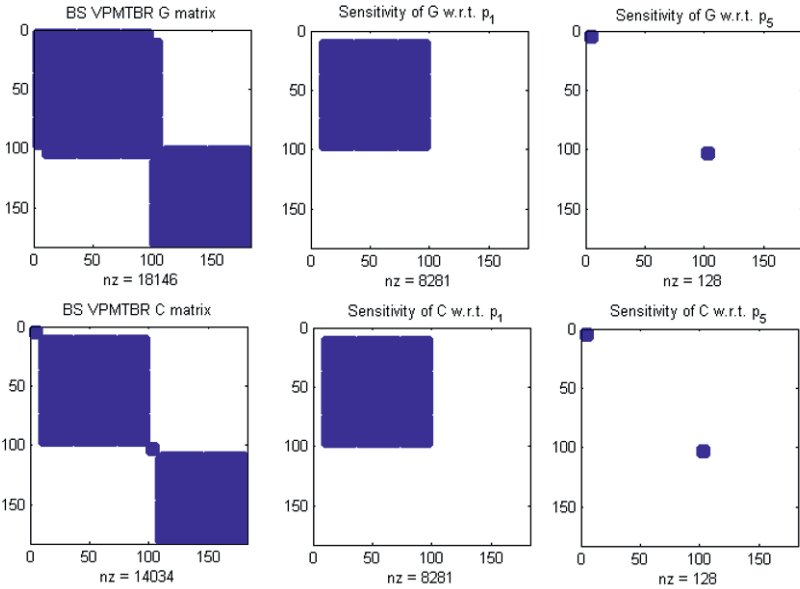 BS VPMTBR G matrix
0
50
100
150
0 50 100 150
nz = 18146
Sensitivity of G w.r.t. p1
0
50
100
150
0 50 100 150
nz = 8281
Sensitivity of G w.r.t. p5
0
50
100
150
0 50 100 150
nz = 128
BS VPMTBR C matrix
0
50
100
150
0 50 100 150
nz = 14034
Sensitivity of C w.r.t. p1
0
50
100
150
0 50 100 150
nz = 8281
Sensitivity of C w.r.t. p5
0
50
100
150
0 50 100 150
nz = 128